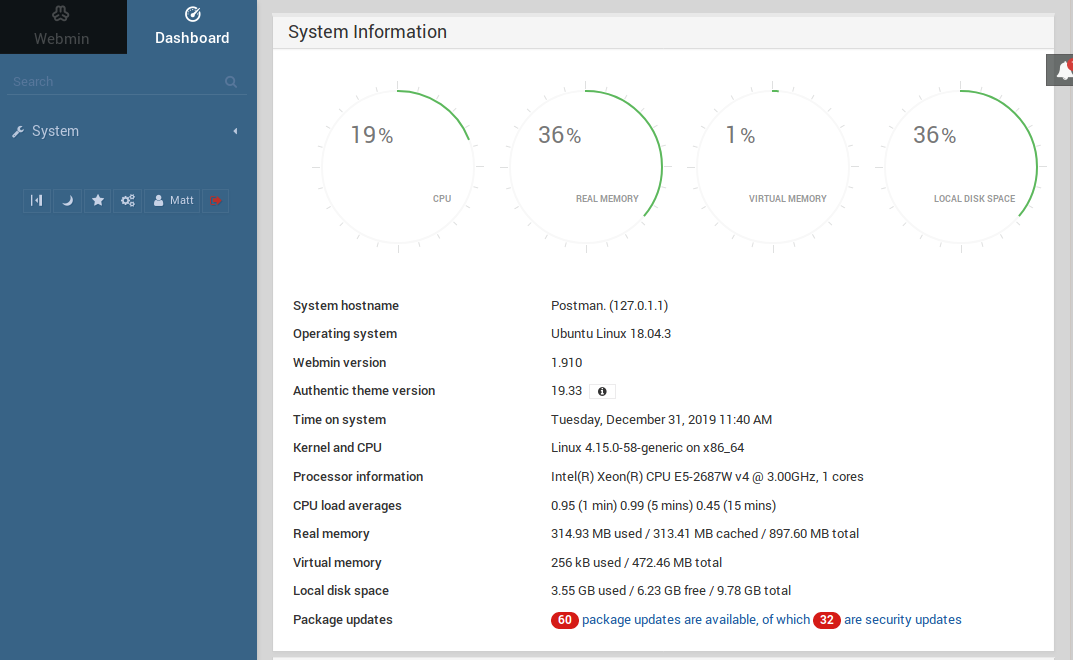 Webmin
Dashboard
Search
System
Matt
System Information
19%
CPU
36%
REAL MEMORY
1%
VIRTUAL MEMORY
36%
LOCAL DISK SPACE
System hostname Postman. (127.0.1.1)
Operating system Ubuntu Linux 18.04.3
Webmin version 1.910
Authentic theme version 19.33
Time on system Tuesday, December 31, 2019 11:40 AM
Kernel and CPU Linux 4.15.0-58-generic on x86_64
Processor information Intel(R) Xeon(R) CPU E5-2687W v4 @ 3.00GHz, 1 cores
CPU load averages 0.95 (1 min) 0.99 (5 mins) 0.45 (15 mins)
Real memory 314.93 MB used / 313.41 MB cached / 897.60 MB total
Virtual memory 256 kB used / 472.46 MB total
Local disk space 3.55 GB used / 6.23 GB free / 9.78 GB total
Package updates 60 package updates are available, of which 32 are security updates